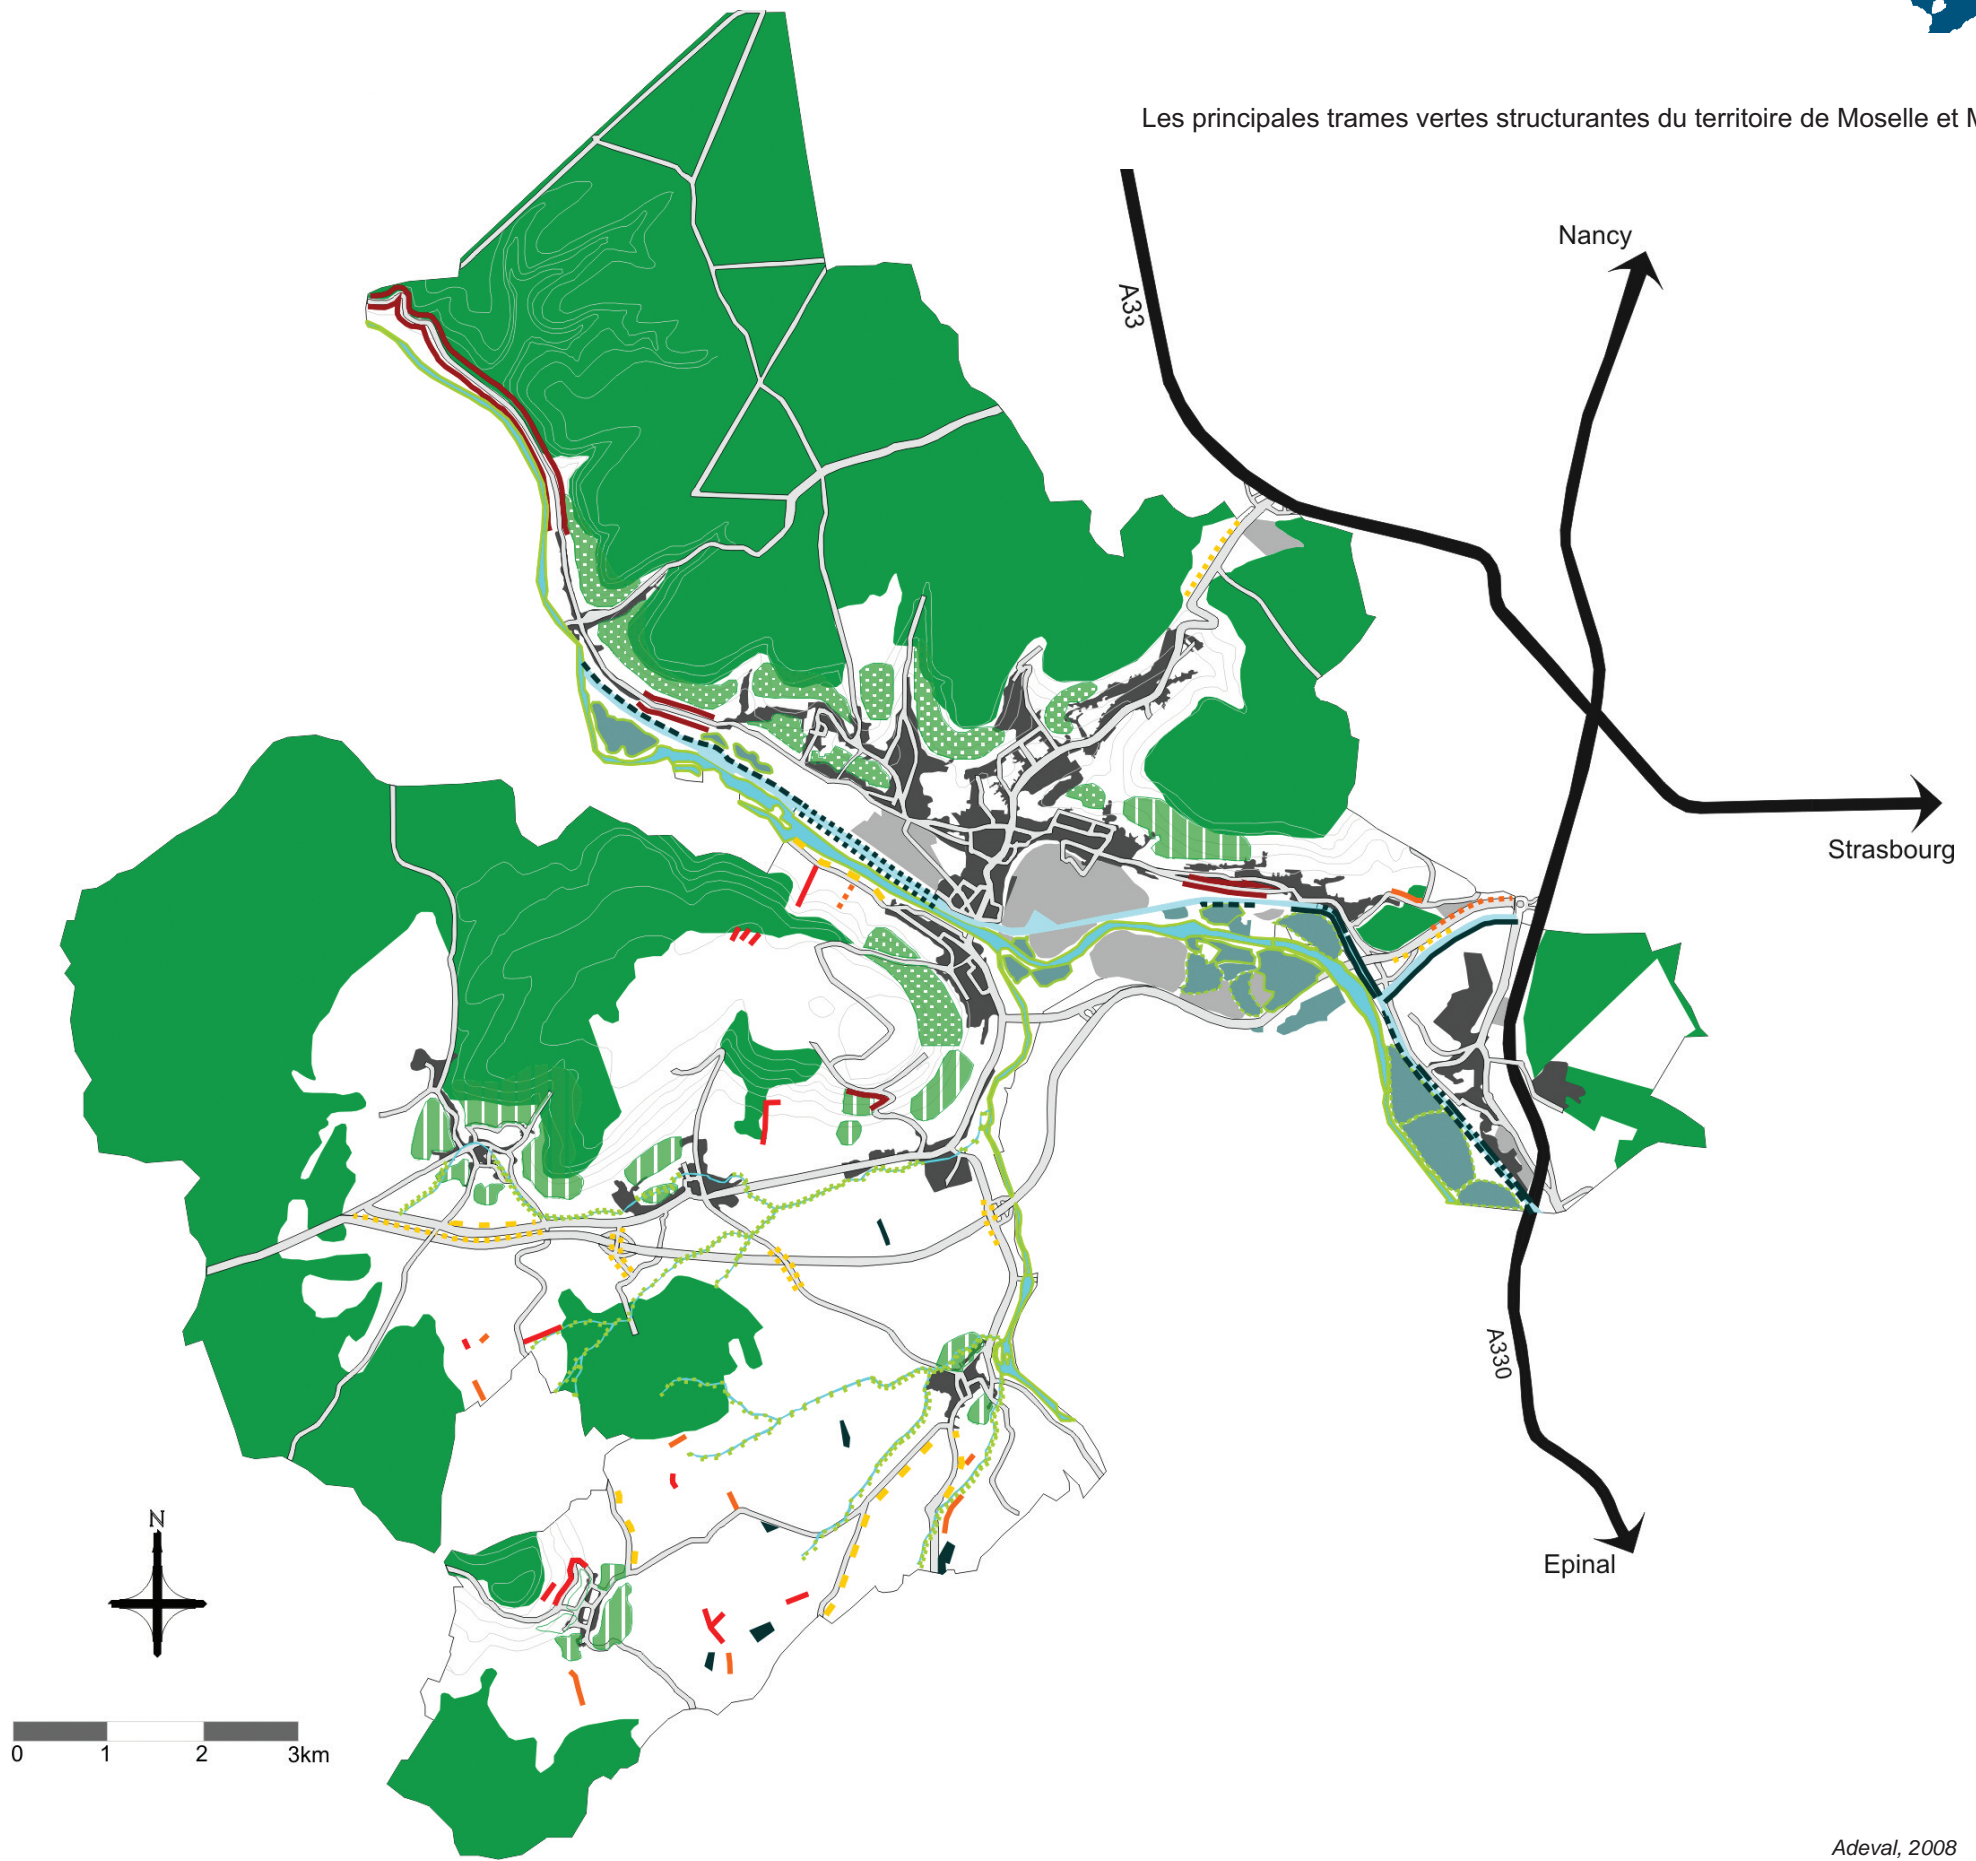 Les principales trames vertes structurantes du territoire de Moselle et
Nancy
A33
Strasbourg
A330
Epinal
N
0 1 2 3km
Adeval, 2008